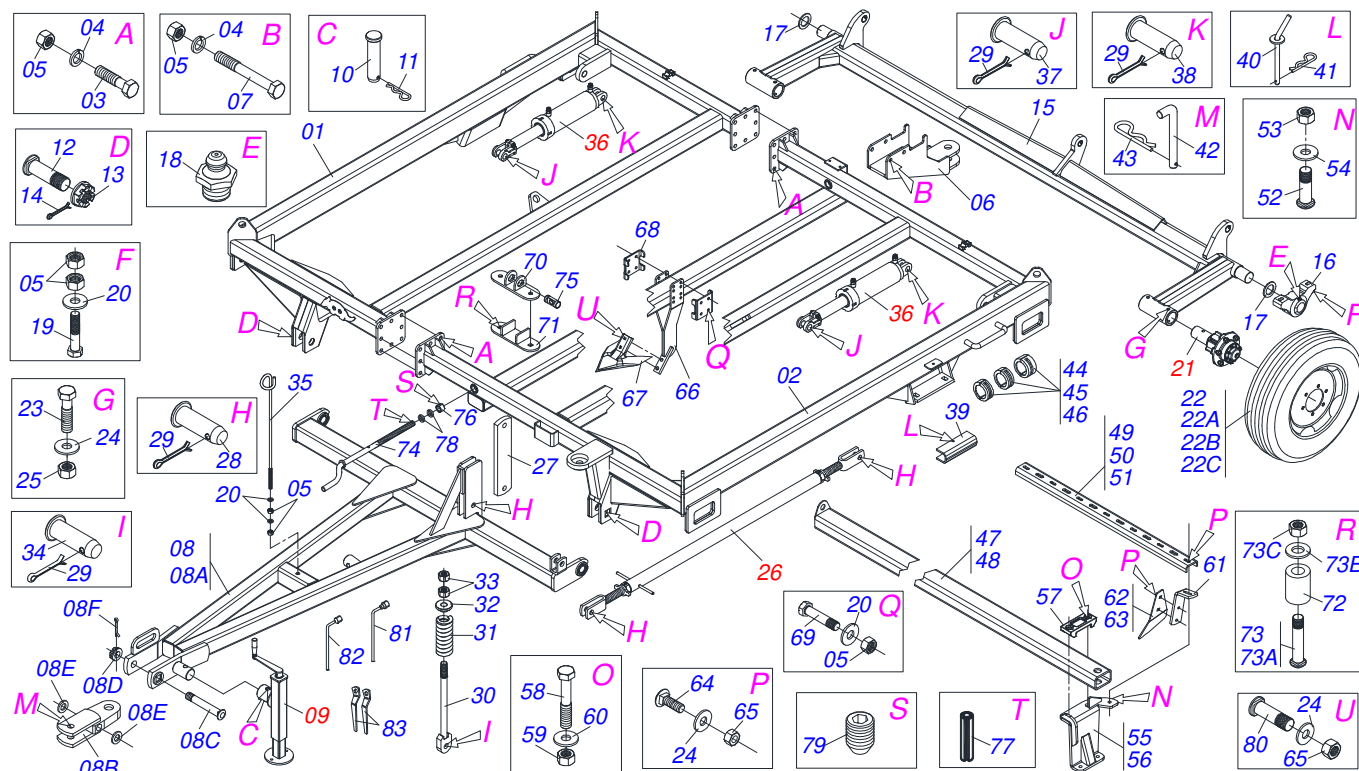 04 A
05
03
04 B
05
07
C
10
11
17
J
29
37
K
29
38
L
40
41
01
36
K
J
15
M
43
42
N
53
54
52
D
12
13
14
E
18
A
B
06
F
05
20
19
68
70
75
R
71
U
Q
67
66
36
K
J
E
16
F
17
G
21
D
A
S
T
76
78
74
35
02
44
45
46
39
L
22
22A
22B
22C
G
23
24
25
H
29
28
20
05
27
H
D
H
49
50
51
P
I
34
29
08
08A
33
32
31
26
47
48
O
57
P
62
63
61
R
73C
73B
72
73
73A
08F
08E
08D
M
08E
08C
08B
C
09
82
81
83
30
I
H
Q
20
69
05
N
55
56
O
58
60
59
P
64
65
24
S
79
T
77
U
24
80
65